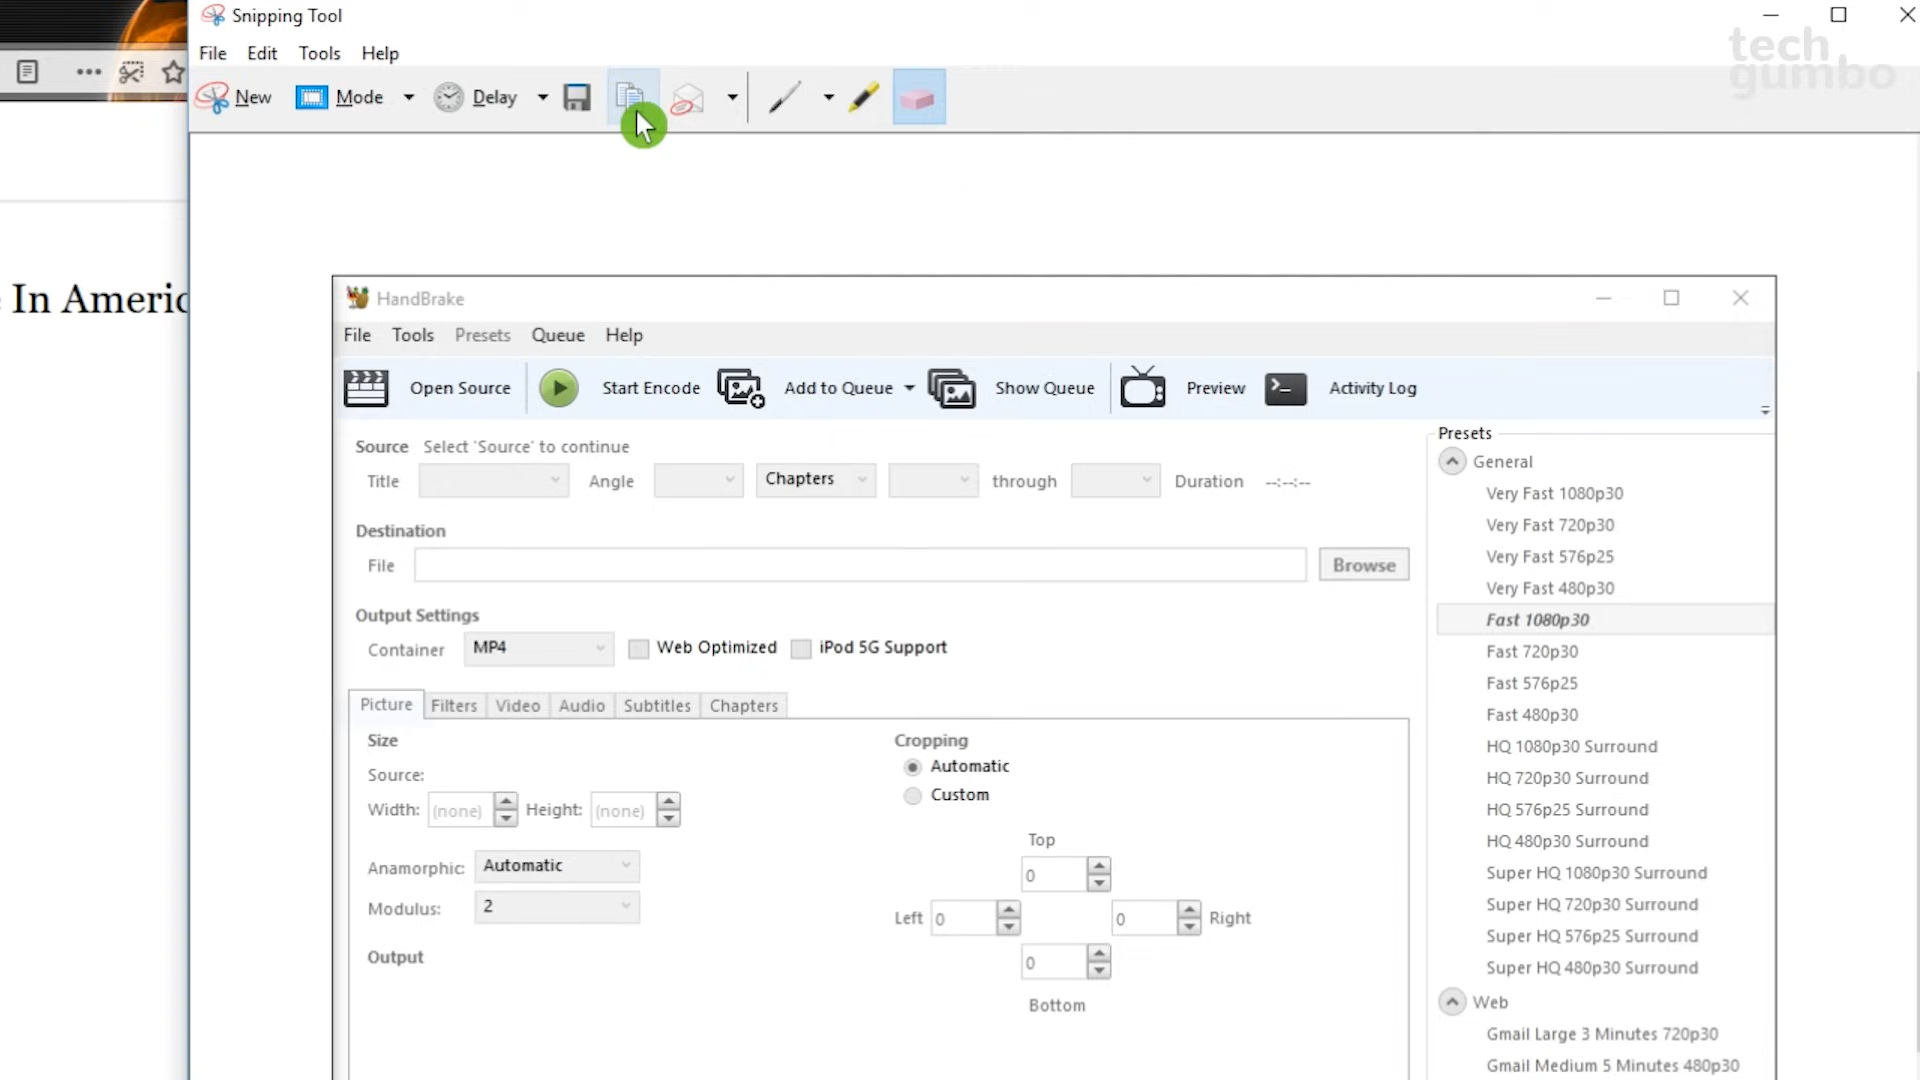 Snipping Tool
tech
gumbo
File Edit Tools Help
New Mode Delay
In Americ
HandBrake
File Tools Presets Queue Help
Open Source Start Encode Add to Queue Show Queue Preview Activity Log
Source Select 'Source' to continue
Title Angle Chapters through Duration --:--:--
Destination
File Browse
Output Settings
Container MP4 Web Optimized iPod 5G Support
Picture Filters Video Audio Subtitles Chapters
Size
Source:
Width: (none) Height: (none)
Anamorphic: Automatic
Modulus: 2
Output
Cropping
Automatic
Custom
Top
0
Left 0 0 Right
0
Bottom
Presets
General
Very Fast 1080p30
Very Fast 720p30
Very Fast 576p25
Very Fast 480p30
Fast 1080p30
Fast 720p30
Fast 576p25
Fast 480p30
HQ 1080p30 Surround
HQ 720p30 Surround
HQ 576p25 Surround
HQ 480p30 Surround
Super HQ 1080p30 Surround
Super HQ 720p30 Surround
Super HQ 576p25 Surround
Super HQ 480p30 Surround
Web
Gmail Large 3 Minutes 720p30
Gmail Medium 5 Minutes 480p30